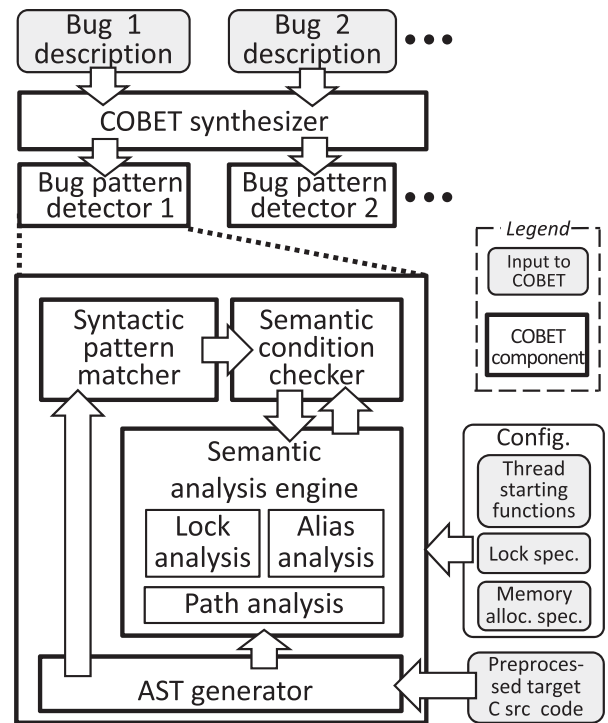 Bug 1
description
Bug 2
description
•••
COBET synthesizer
Bug pattern
detector 1
Bug pattern
detector 2
•••
Legend
Input to
COBET
COBET
component
Syntactic
pattern
matcher
Semantic
condition
checker
Semantic
analysis engine
Lock
analysis
Alias
analysis
Path analysis
AST generator
Config.
Thread
starting
functions
Lock spec.
Memory
alloc. spec.
Preproces-
sed target
C src code